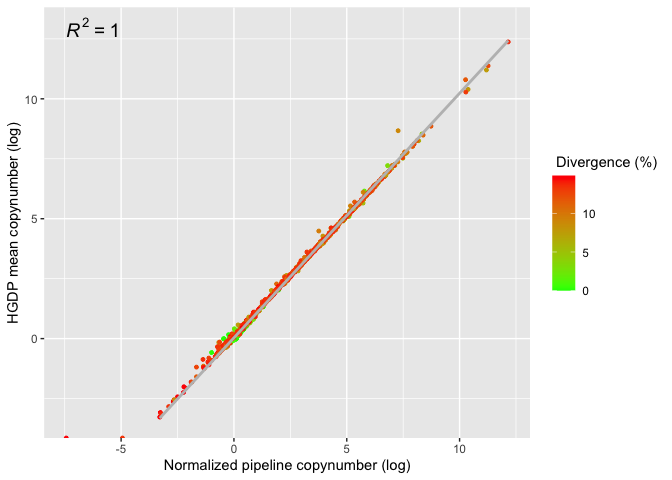 R² = 1
HGDP mean copynumber (log)
10
5
0
-5
0
5
10
Normalized pipeline copynumber (log)
Divergence (%)
10
5
0